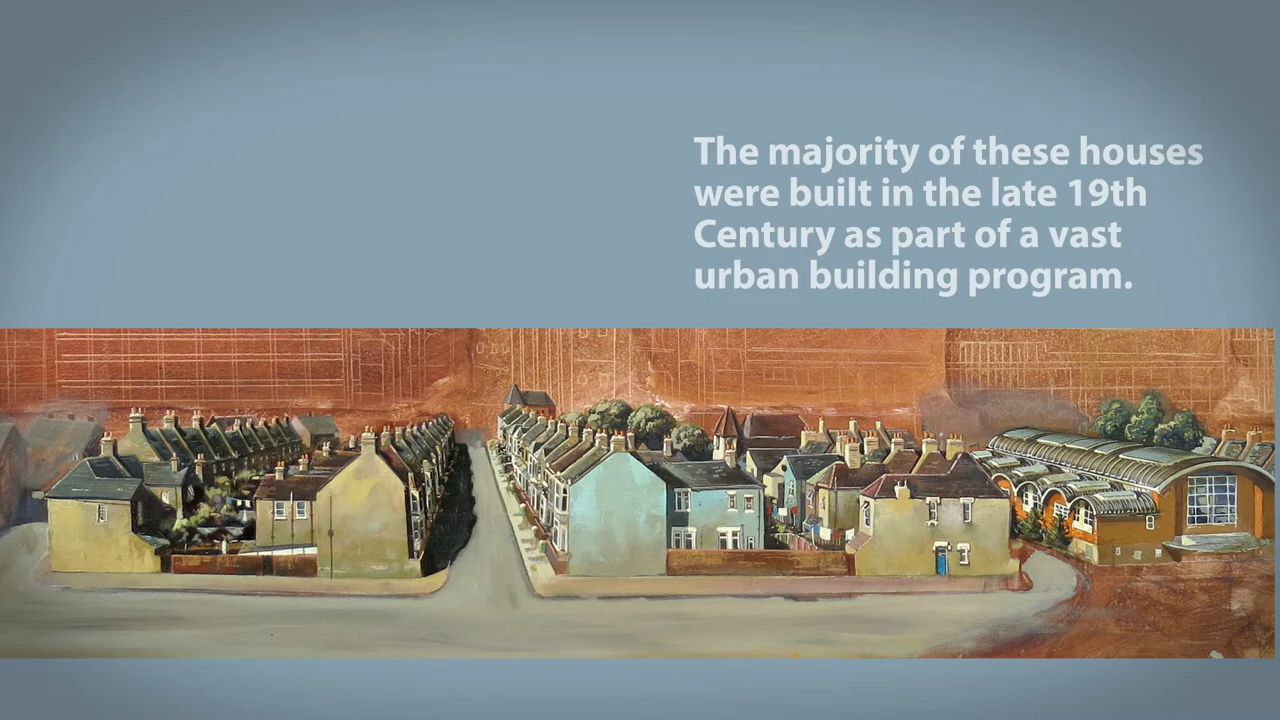 The majority of these houses
were built in the late 19th
Century as part of a vast
urban building program.